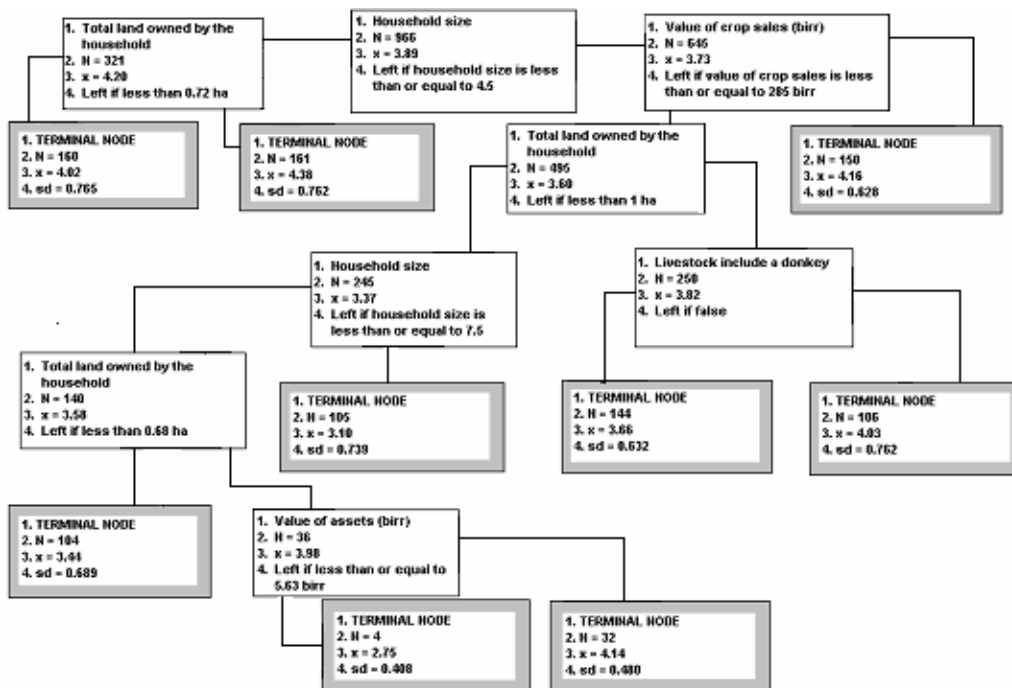 1. Total land owned by the
household
2. N = 321
3. x = 4.20
4. Left if less than 0.72 ha
1. Household size
2. N = 966
3. x = 3.89
4. Left if household size is less
than or equal to 4.5
1. Value of crop sales (birr)
2. N = 645
3. x = 3.73
4. Left if value of crop sales is less
than or equal to 285 birr
1. TERMINAL NODE
2. N = 160
3. x = 4.02
4. sd = 0.765
1. TERMINAL NODE
2. N = 161
3. x = 4.38
4. sd = 0.762
1. Total land owned by the
household
2. N = 495
3. x = 3.60
4. Left if less than 1 ha
1. TERMINAL NODE
2. N = 150
3. x = 4.16
4. sd = 0.628
1. Household size
2. N = 245
3. x = 3.37
4. Left if household size is
less than or equal to 7.5
1. Livestock include a donkey
2. N = 250
3. x = 3.82
4. Left if false
1. Total land owned by the
household
2. N = 140
3. x = 3.58
4. Left if less than 0.68 ha
1. TERMINAL NODE
2. N = 105
3. x = 3.10
4. sd = 0.739
1. TERMINAL NODE
2. N = 144
3. x = 3.66
4. sd = 0.632
1. TERMINAL NODE
2. N = 106
3. x = 4.03
4. sd = 0.762
1. TERMINAL NODE
2. N = 104
3. x = 3.44
4. sd = 0.689
1. Value of assets (birr)
2. N = 36
3. x = 3.98
4. Left if less than or equal to
5.63 birr
1. TERMINAL NODE
2. N = 4
3. x = 2.75
4. sd = 0.408
1. TERMINAL NODE
2. N = 32
3. x = 4.14
4. sd = 0.480